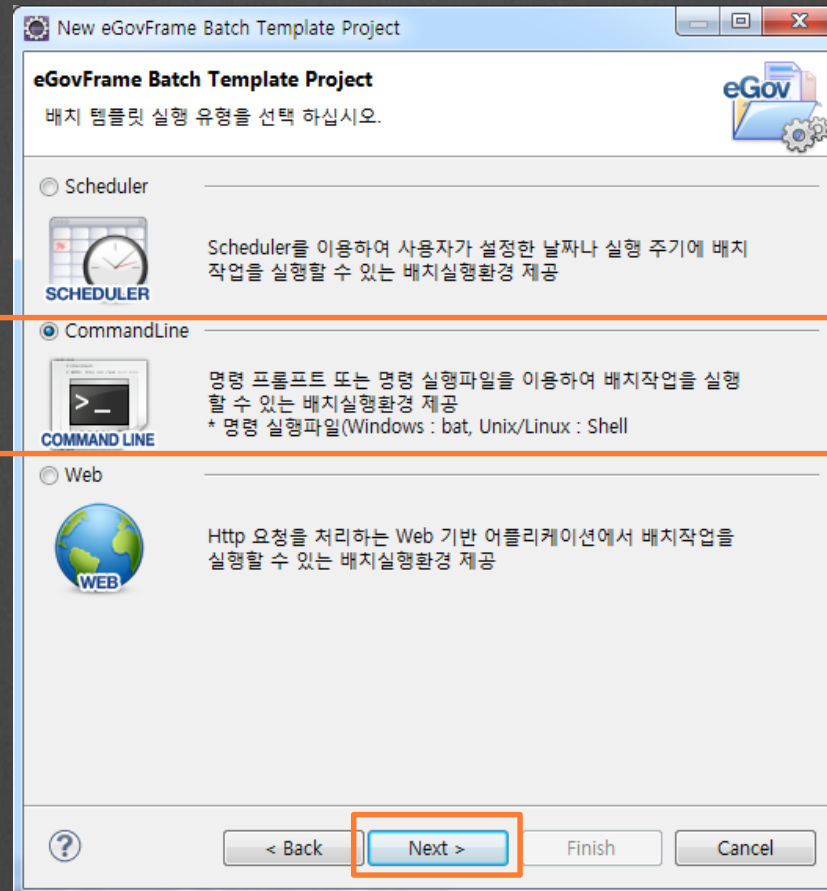 New eGovFrame Batch Template Project
eGovFrame Batch Template Project
배치 템플릿 실행 유형을 선택 하십시오.
eGov
Scheduler
SCHEDULER
Scheduler를 이용하여 사용자가 설정한 날짜나 실행 주기에 배치
작업을 실행할 수 있는 배치실행환경 제공
CommandLine
>_
COMMAND LINE
명령 프롬프트 또는 명령 실행파일을 이용하여 배치작업을 실행
할 수 있는 배치실행환경 제공
* 명령 실행파일(Windows : bat, Unix/Linux : Shell
Web
WEB
Http 요청을 처리하는 Web 기반 어플리케이션에서 배치작업을
실행할 수 있는 배치실행환경 제공
?
< Back
Next >
Finish
Cancel